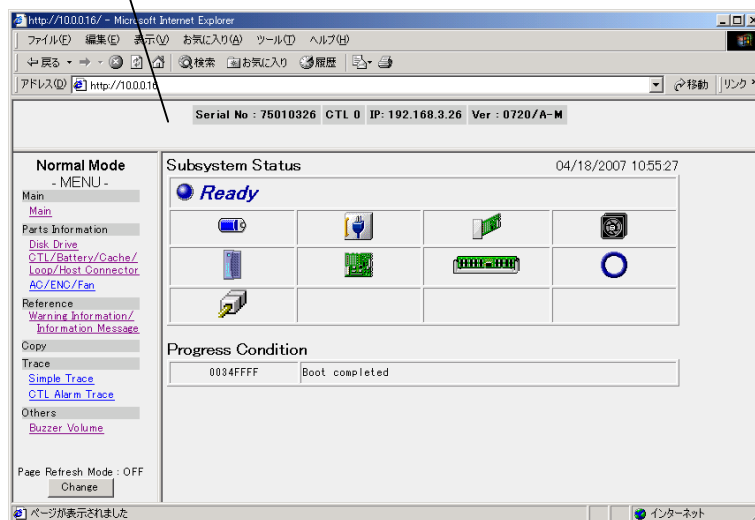 http://10.0.0.16/ - Microsoft Internet Explorer
ファイル(F) 編集(E) 表示(V) お気に入り(A) ツール(T) ヘルプ(H)
戻る 検索 お気に入り 履歴
アドレス(D) http://10.0.0.16 移動 リンク »
Serial No : 75010326 CTL 0 IP: 192.168.3.26 Ver : 0720/A-M
Normal Mode
- MENU -
Main
Main
Parts Information
Disk Drive
CTL/Battery/Cache/
Loop/Host Connector
AC/ENC/Fan
Reference
Warning Information/
Information Message
Copy
Trace
Simple Trace
CTL Alarm Trace
Others
Buzzer Volume
Page Refresh Mode : OFF
Change
Subsystem Status 04/18/2007 10:55:27
Ready
Progress Condition
0034FFFF Boot completed
ページが表示されました インターネット